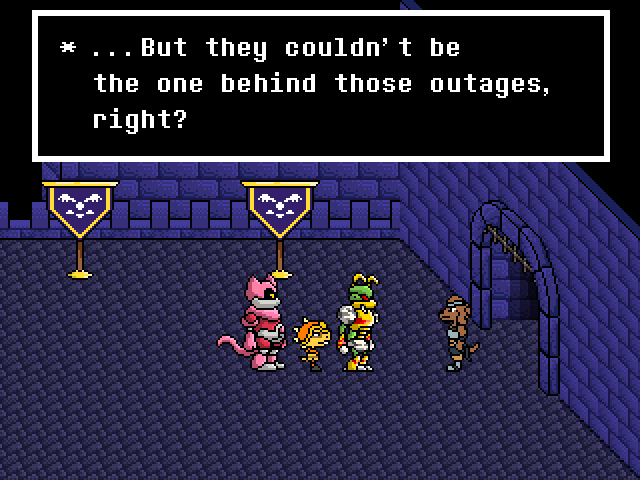 * ...But they couldn't be
the one behind those outages,
right?